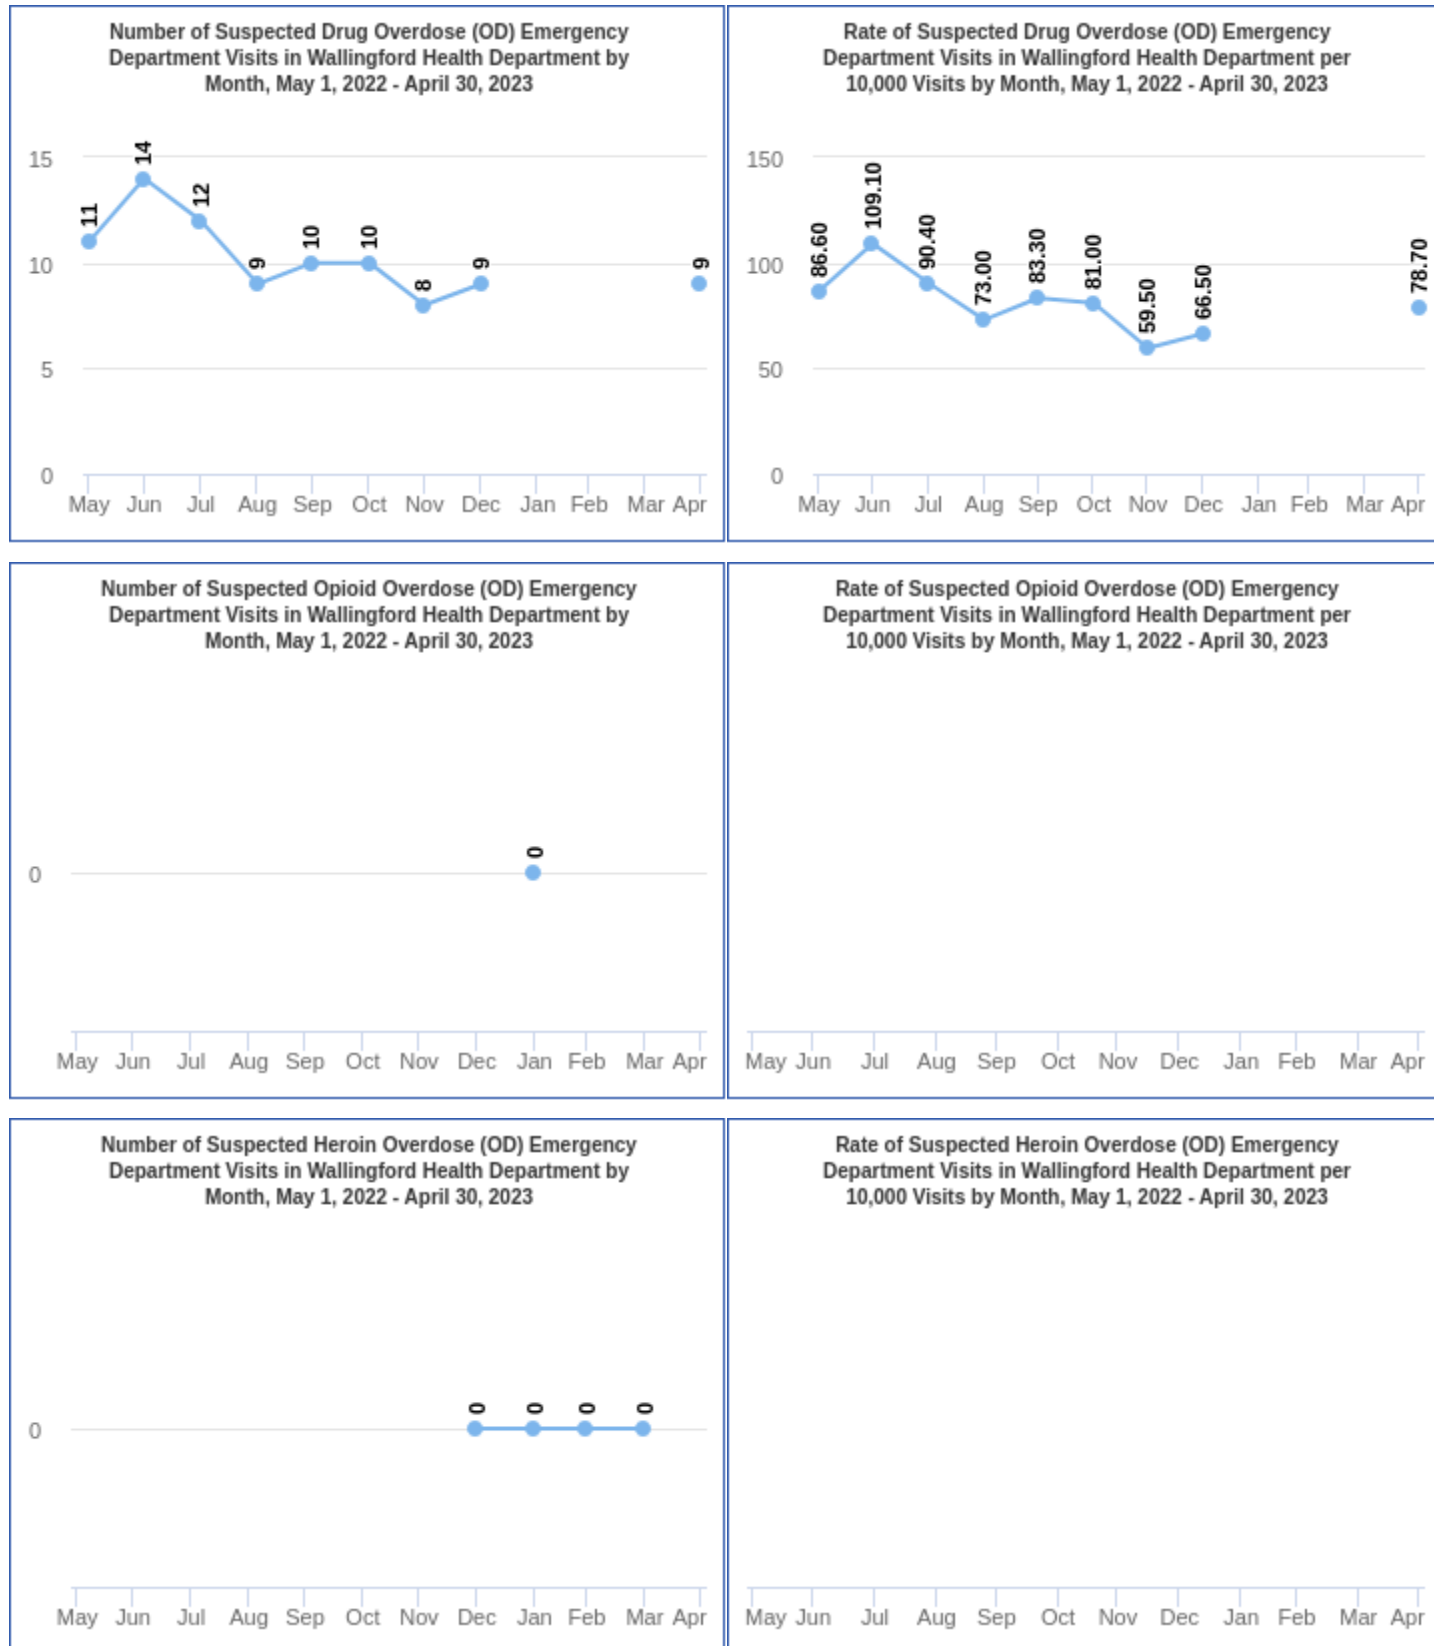 Number of Suspected Drug Overdose (OD) Emergency
Department Visits in Wallingford Health Department by
Month, May 1, 2022 - April 30, 2023
15
10
5
0
11
14
12
9
10
10
8
9
9
May Jun Jul Aug Sep Oct Nov Dec Jan Feb Mar Apr
Rate of Suspected Drug Overdose (OD) Emergency
Department Visits in Wallingford Health Department per
10,000 Visits by Month, May 1, 2022 - April 30, 2023
150
100
50
0
86.60
109.10
90.40
73.00
83.30
81.00
59.50
66.50
78.70
May Jun Jul Aug Sep Oct Nov Dec Jan Feb Mar Apr
Number of Suspected Opioid Overdose (OD) Emergency
Department Visits in Wallingford Health Department by
Month, May 1, 2022 - April 30, 2023
0
0
May Jun Jul Aug Sep Oct Nov Dec Jan Feb Mar Apr
Rate of Suspected Opioid Overdose (OD) Emergency
Department Visits in Wallingford Health Department per
10,000 Visits by Month, May 1, 2022 - April 30, 2023
May Jun Jul Aug Sep Oct Nov Dec Jan Feb Mar Apr
Number of Suspected Heroin Overdose (OD) Emergency
Department Visits in Wallingford Health Department by
Month, May 1, 2022 - April 30, 2023
0
0
0
0
0
May Jun Jul Aug Sep Oct Nov Dec Jan Feb Mar Apr
Rate of Suspected Heroin Overdose (OD) Emergency
Department Visits in Wallingford Health Department per
10,000 Visits by Month, May 1, 2022 - April 30, 2023
May Jun Jul Aug Sep Oct Nov Dec Jan Feb Mar Apr